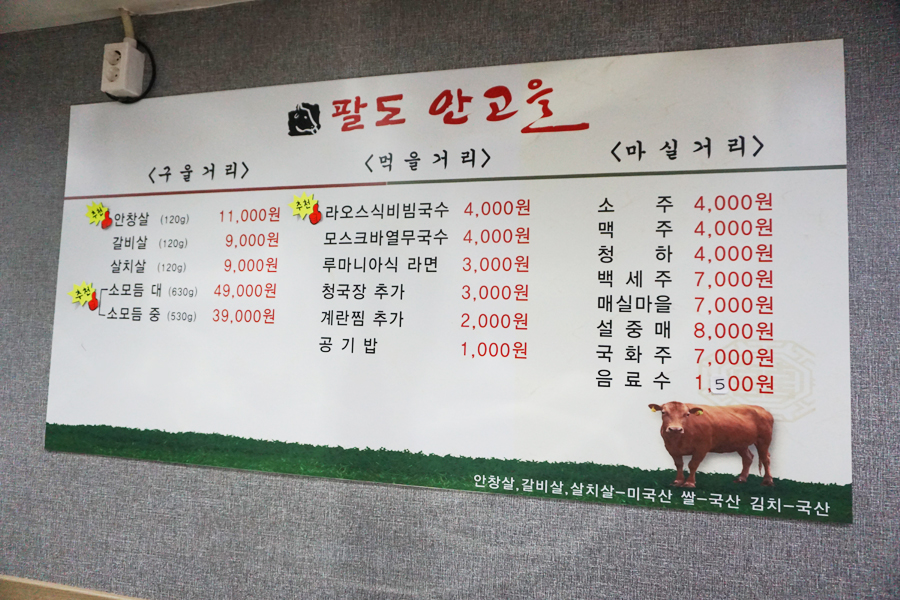 팔도 안고을
<구울거리>
추천 안창살 (120g) 11,000원
갈비살 (120g) 9,000원
살치살 (120g) 9,000원
추천 소모듬 대 (630g) 49,000원
소모듬 중 (530g) 39,000원
<먹을거리>
추천 라오스식비빔국수 4,000원
모스크바열무국수 4,000원
루마니아식 라면 3,000원
청국장 추가 3,000원
계란찜 추가 2,000원
공기밥 1,000원
<마실거리>
소주 4,000원
맥주 4,000원
청하 4,000원
백세주 7,000원
매실마을 7,000원
설중매 8,000원
국화주 7,000원
음료수 1,500원
안창살,갈비살,살치살-미국산 쌀-국산 김치-국산